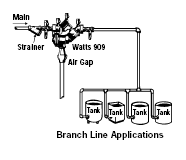 Main
Strainer
Watts 909
Air Gap
Tank Tank Tank Tank
Branch Line Applications